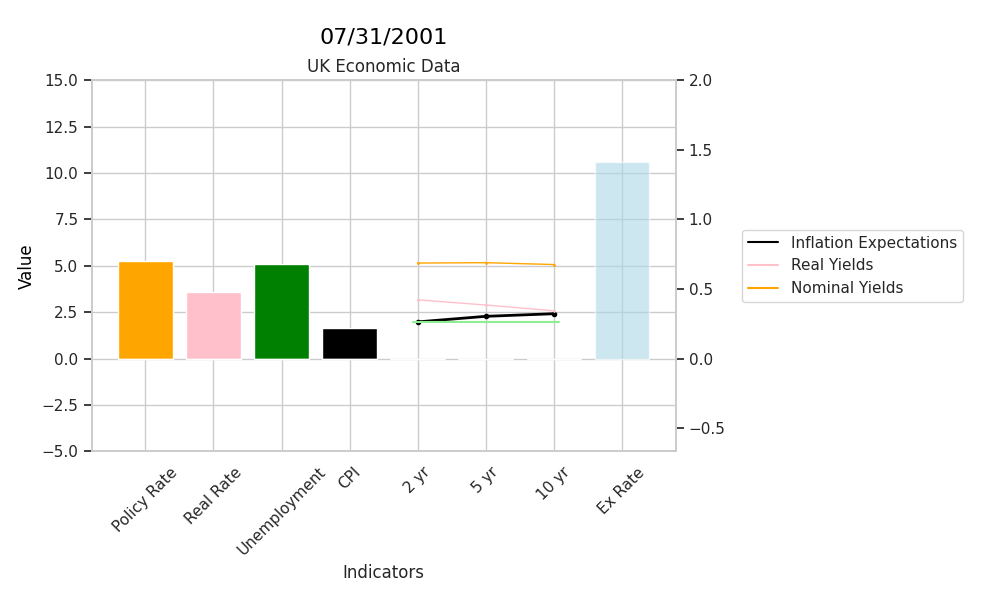 07/31/2001
UK Economic Data
15.0
12.5
10.0
7.5
5.0
2.5
0.0
−2.5
−5.0
Value
2.0
1.5
1.0
0.5
0.0
−0.5
Inflation Expectations
Real Yields
Nominal Yields
Policy Rate
Real Rate
Unemployment
CPI
2 yr
5 yr
10 yr
Ex Rate
Indicators